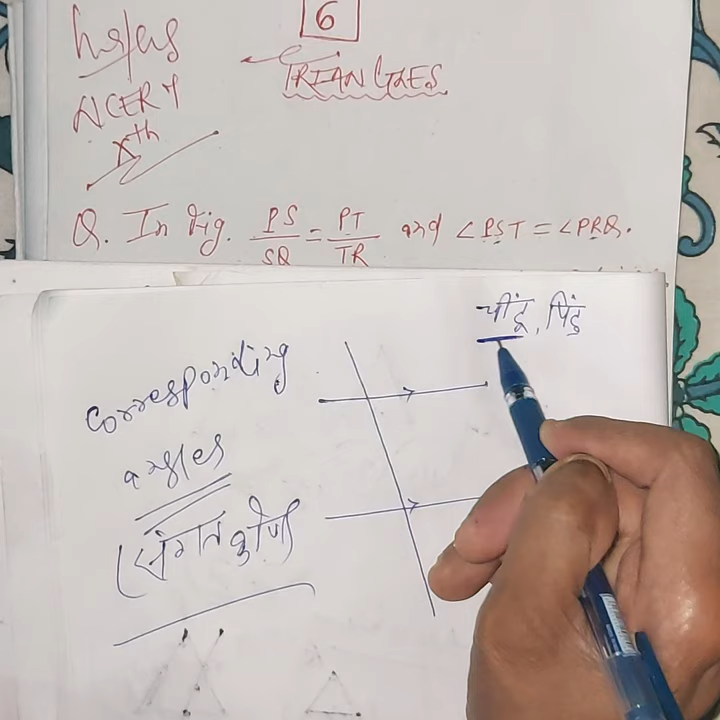 6
TRIANGLES
NCERT
Xth
Q. In fig. PS/SQ = PT/TR and ∠PST = ∠PRQ.
चींटू, पिंटू
corresponding
angles
(संगत कोण)